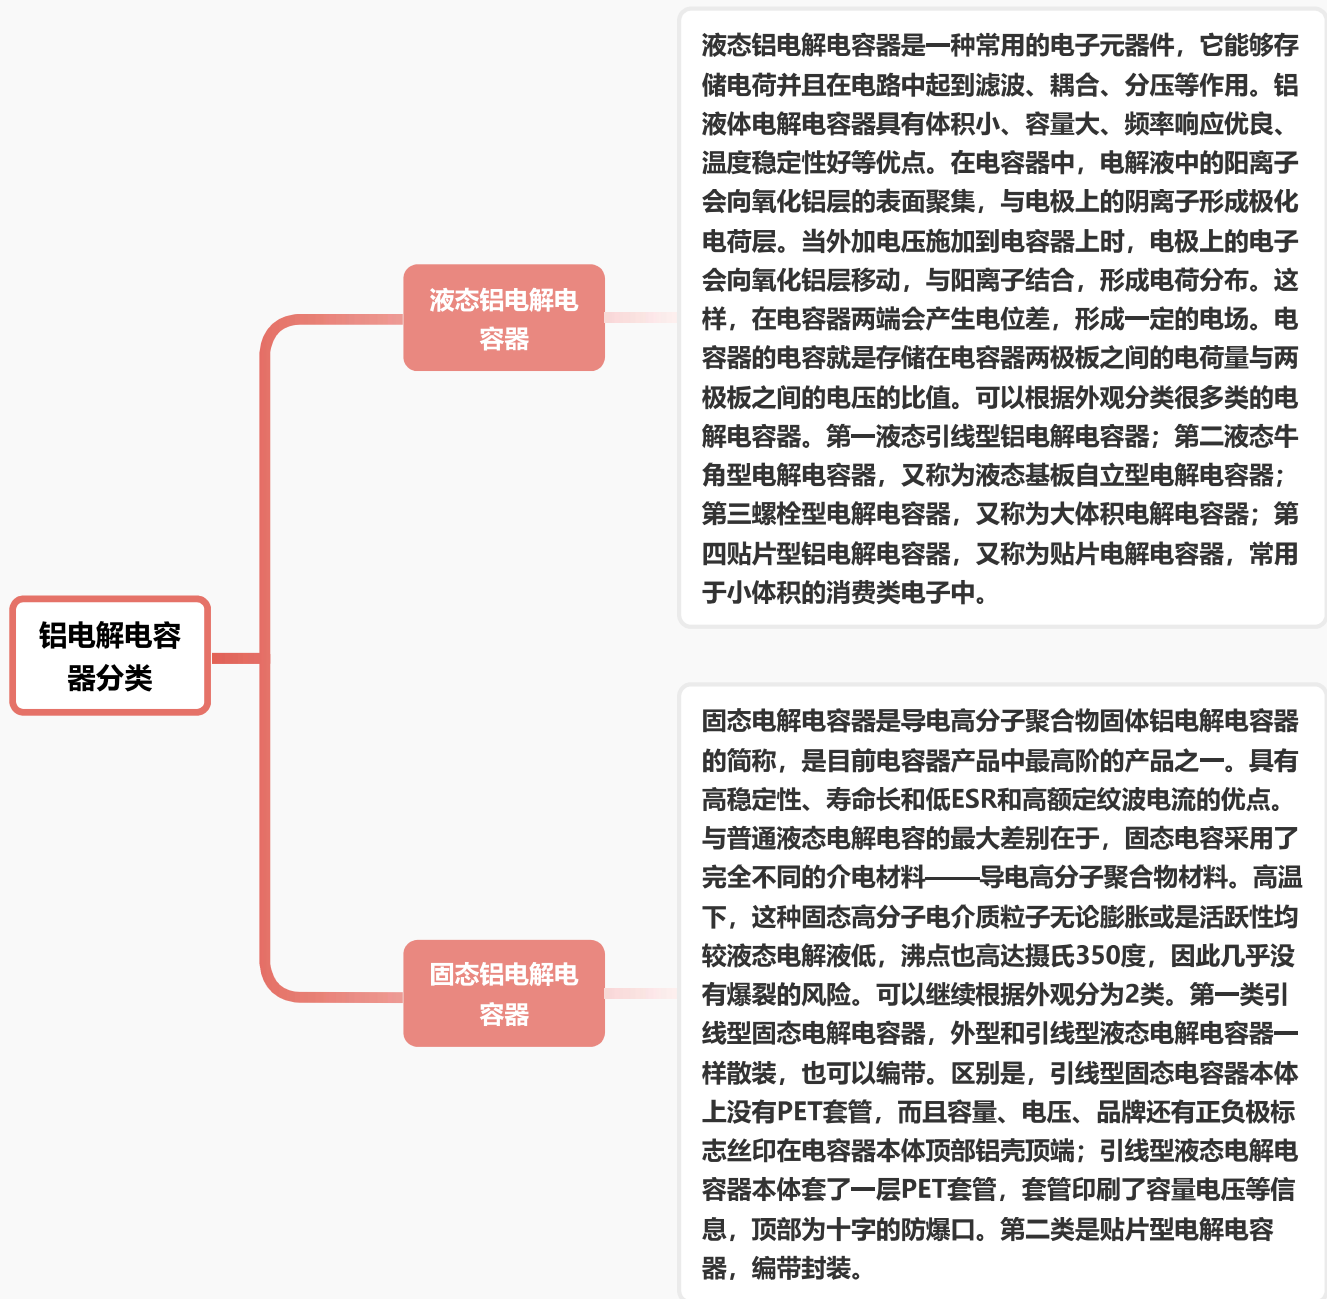 液态铝电解电容器是一种常用的电子元器件，它能够存
储电荷并且在电路中起到滤波、耦合、分压等作用。铝
液体电解电容器具有体积小、容量大、频率响应优良、
温度稳定性好等优点。在电容器中，电解液中的阳离子
会向氧化铝层的表面聚集，与电极上的阴离子形成极化
电荷层。当外加电压施加到电容器上时，电极上的电子
会向氧化铝层移动，与阳离子结合，形成电荷分布。这
样，在电容器两端会产生电位差，形成一定的电场。电
容器的电容就是存储在电容器两极板之间的电荷量与两
极板之间的电压的比值。可以根据外观分类很多类的电
解电容器。第一液态引线型铝电解电容器；第二液态牛
角型电解电容器，又称为液态基板自立型电解电容器；
第三螺栓型电解电容器，又称为大体积电解电容器；第
四贴片型铝电解电容器，又称为贴片电解电容器，常用
于小体积的消费类电子中。
液态铝电解电
容器
铝电解电容
器分类
固态铝电解电
容器
固态电解电容器是导电高分子聚合物固体铝电解电容器
的简称，是目前电容器产品中最高阶的产品之一。具有
高稳定性、寿命长和低ESR和高额定纹波电流的优点。
与普通液态电解电容的最大差别在于，固态电容采用了
完全不同的介电材料——导电高分子聚合物材料。高温
下，这种固态高分子电介质粒子无论膨胀或是活跃性均
较液态电解液低，沸点也高达摄氏350度，因此几乎没
有爆裂的风险。可以继续根据外观分为2类。第一类引
线型固态电解电容器，外型和引线型液态电解电容器一
样散装，也可以编带。区别是，引线型固态电容器本体
上没有PET套管，而且容量、电压、品牌还有正负极标
志丝印在电容器本体顶部铝壳顶端；引线型液态电解电
容器本体套了一层PET套管，套管印刷了容量电压等信
息，顶部为十字的防爆口。第二类是贴片型电解电容
器，编带封装。